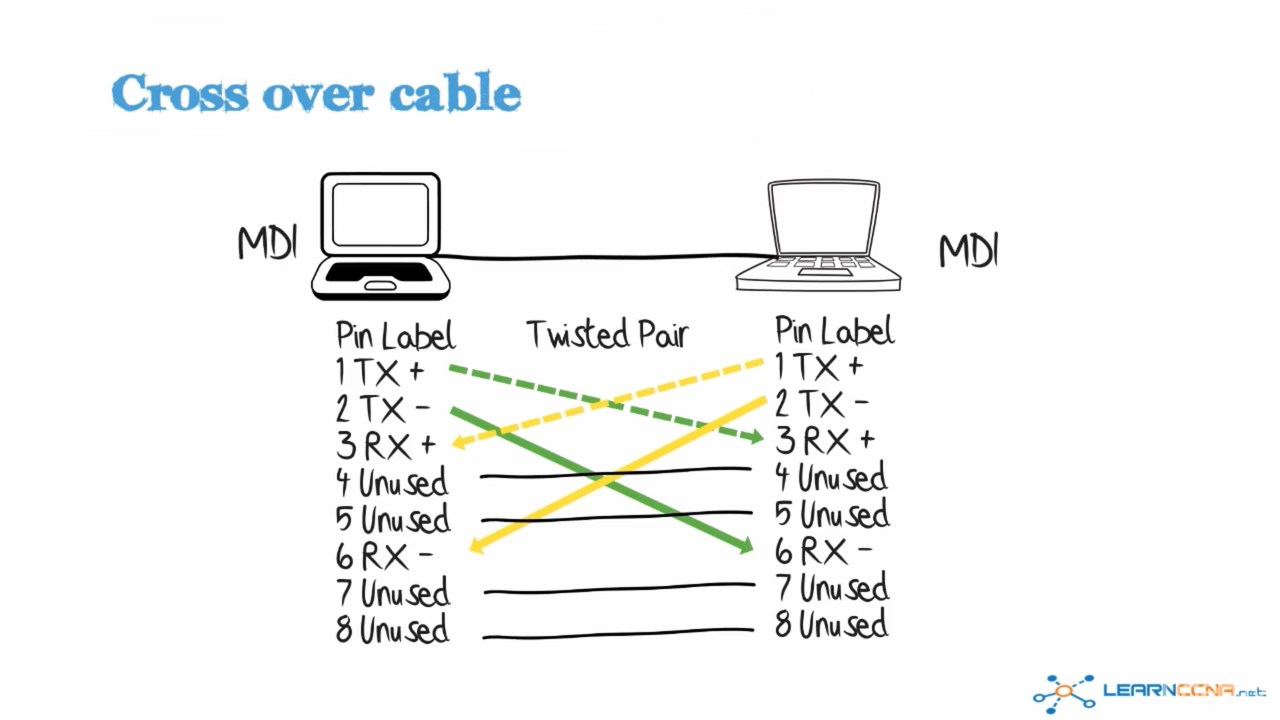 Cross over cable
MDI
MDI
Pin Label
1 TX +
2 TX -
3 RX +
4 Unused
5 Unused
6 RX -
7 Unused
8 Unused
Twisted Pair
Pin Label
1 TX +
2 TX -
3 RX +
4 Unused
5 Unused
6 RX -
7 Unused
8 Unused
LEARNCCNA.net